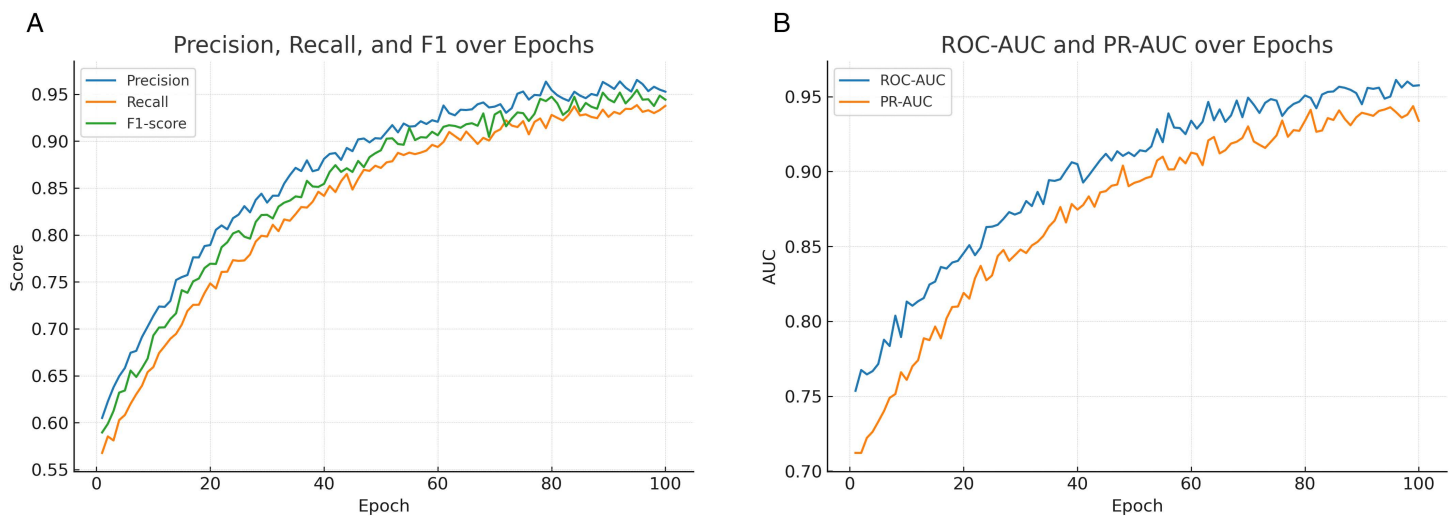 A
Precision, Recall, and F1 over Epochs
Precision
Recall
F1-score
Score
0.95
0.90
0.85
0.80
0.75
0.70
0.65
0.60
0.55
0 20 40 60 80 100
Epoch
B
ROC-AUC and PR-AUC over Epochs
ROC-AUC
PR-AUC
AUC
0.95
0.90
0.85
0.80
0.75
0.70
0 20 40 60 80 100
Epoch